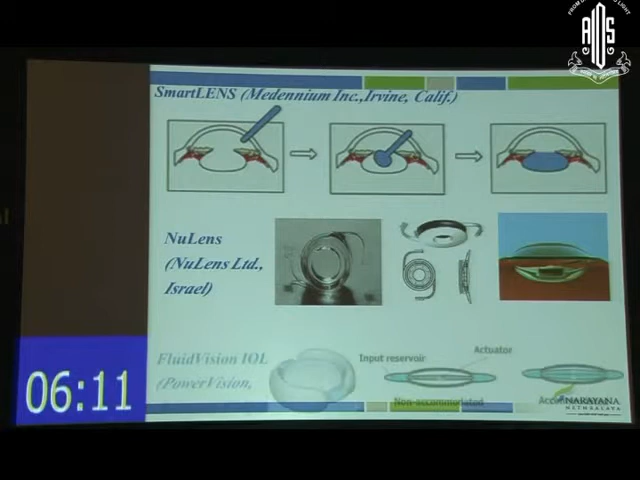 AIOS
SmartLENS (Medennium Inc.,Irvine, Calif.)
NuLens
(NuLens Ltd.,
Israel)
FluidVision IOL
(PowerVision,
Input reservoir
Actuator
Non-accommodated
NARAYANA
NETHRALAYA
06:11